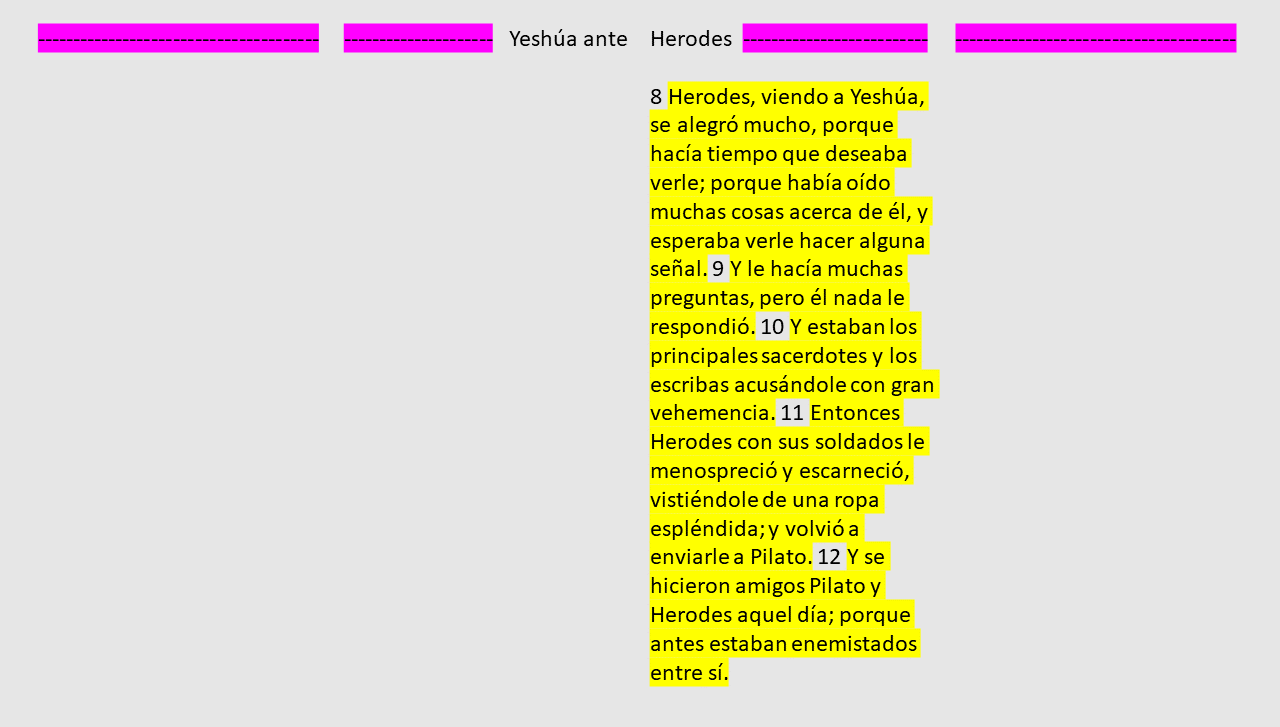 ------------------------------------- -------------------- Yeshúa ante Herodes ------------------------- -------------------------------------
8 Herodes, viendo a Yeshúa,
se alegró mucho, porque
hacía tiempo que deseaba
verle; porque había oído
muchas cosas acerca de él, y
esperaba verle hacer alguna
señal. 9 Y le hacía muchas
preguntas, pero él nada le
respondió. 10 Y estaban los
principales sacerdotes y los
escribas acusándole con gran
vehemencia. 11 Entonces
Herodes con sus soldados le
menospreció y escarneció,
vistiéndole de una ropa
espléndida; y volvió a
enviarle a Pilato. 12 Y se
hicieron amigos Pilato y
Herodes aquel día; porque
antes estaban enemistados
entre sí.